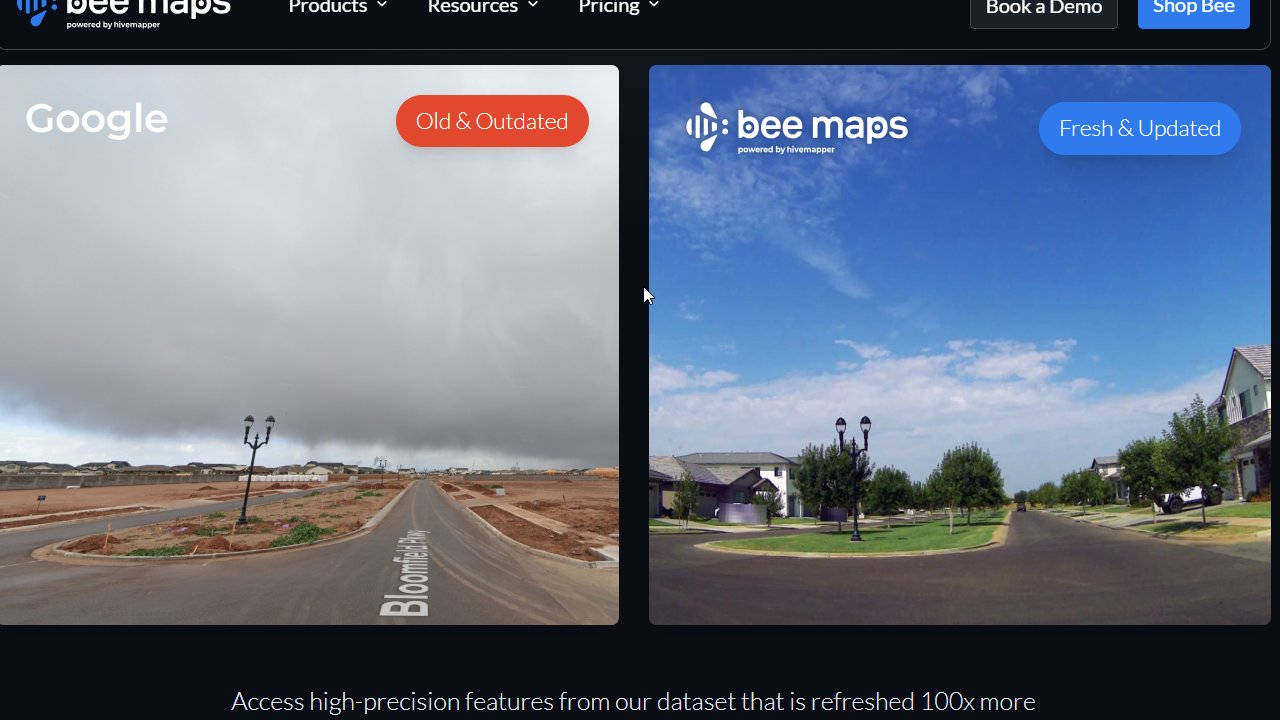 bee maps
powered by hivemapper
Products
Resources
Pricing
Book a Demo
Shop Bee
Google
Old & Outdated
bee maps
powered by hivemapper
Fresh & Updated
Bloomfield Pkwy
Access high-precision features from our dataset that is refreshed 100x more